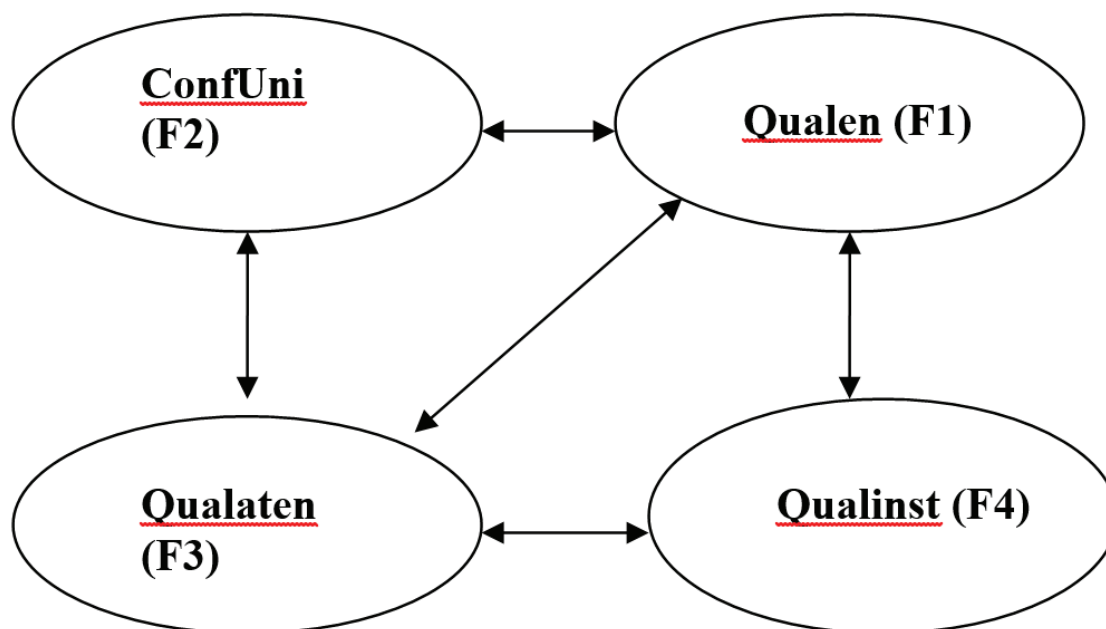 ConfUni
(F2)
Qualen (F1)
Qualaten
(F3)
Qualinst (F4)